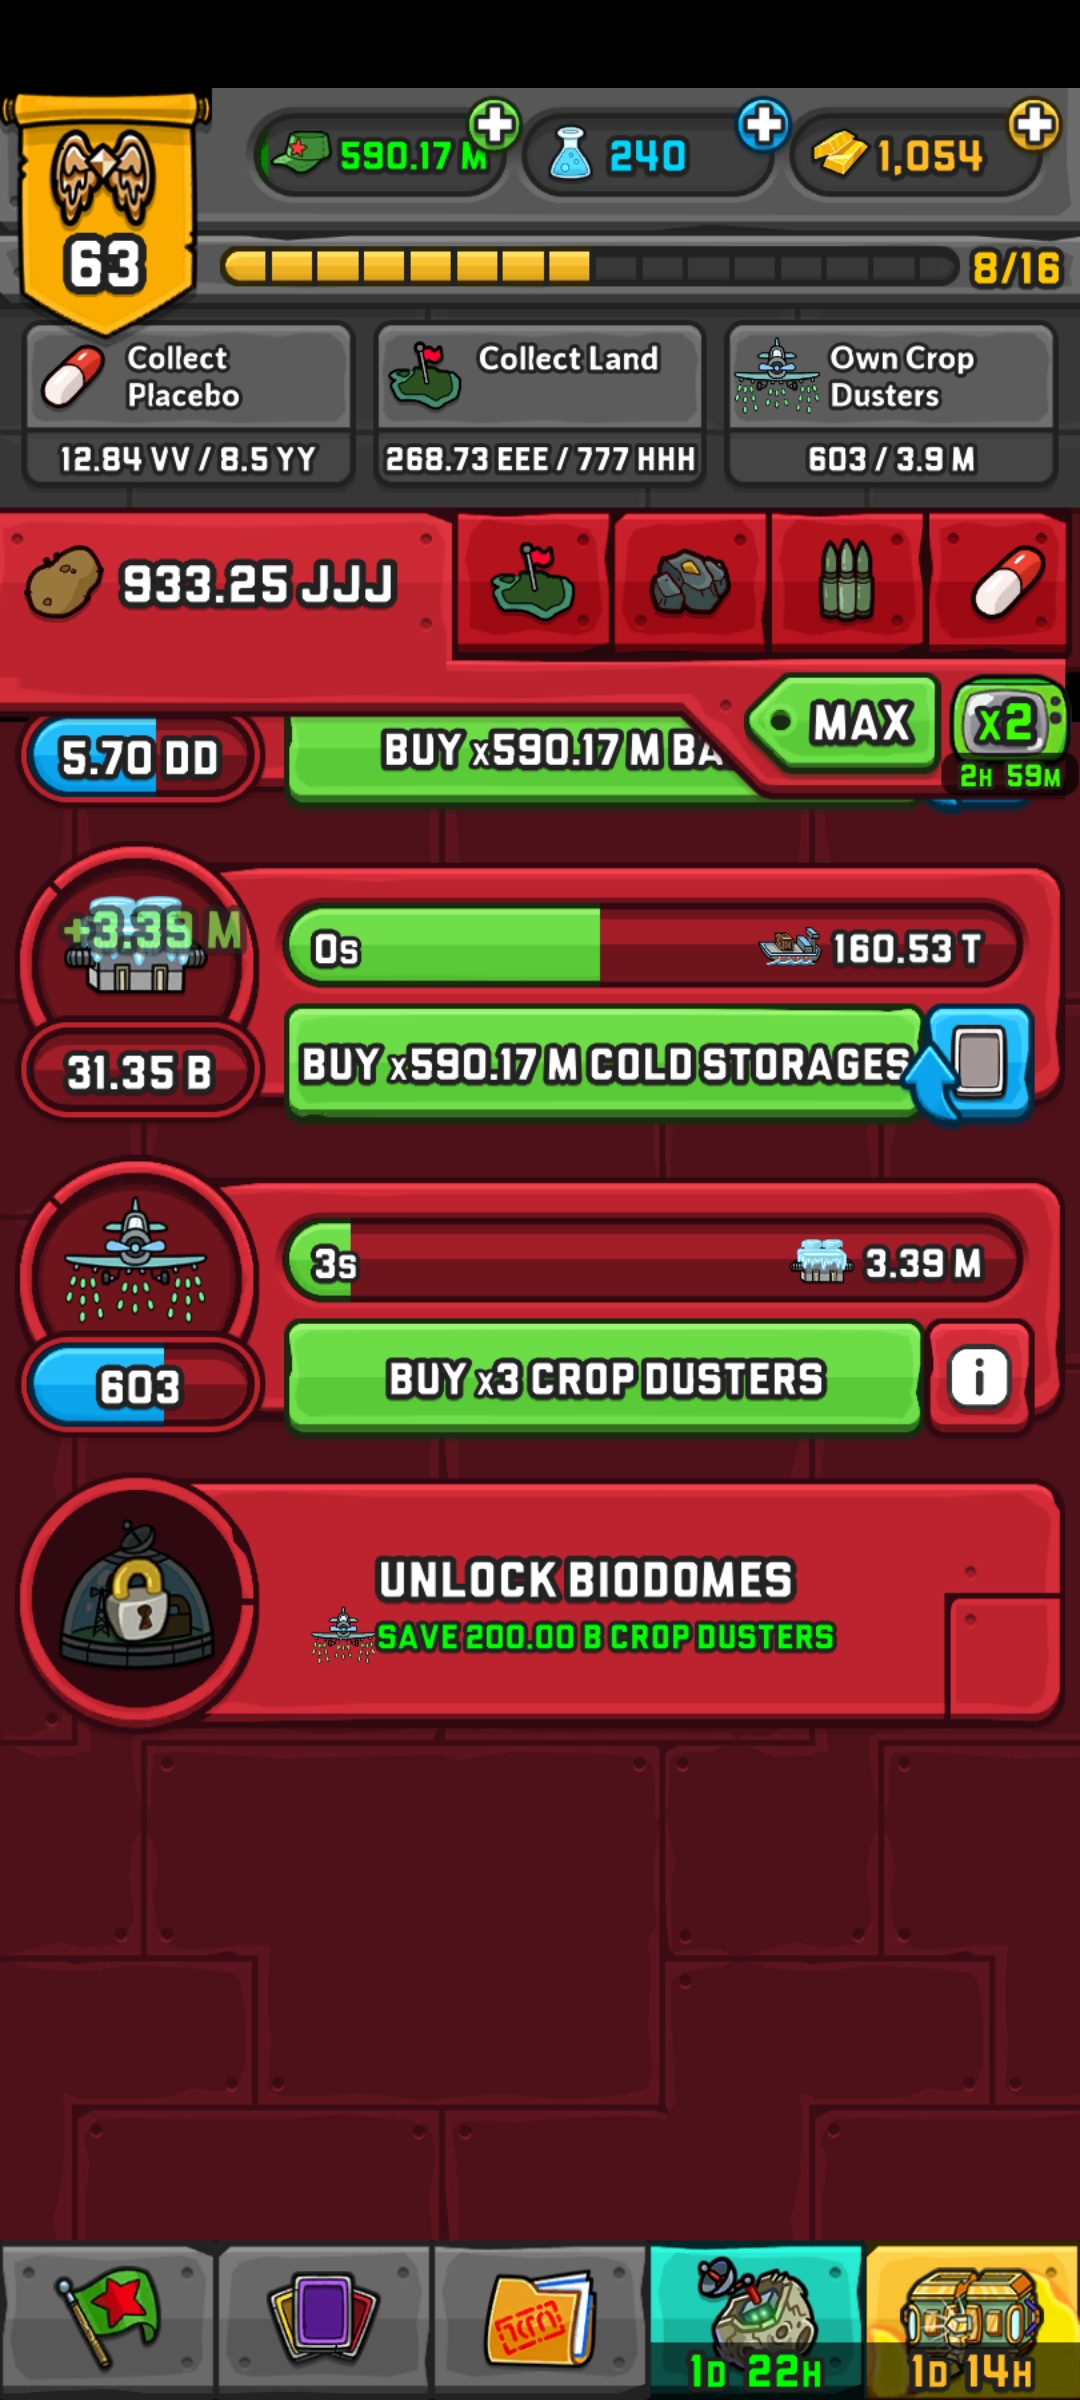 590.17 M
240
1,054
63
8/16
Collect
Placebo
12.84 VV / 8.5 YY
Collect Land
268.73 EEE / 777 HHH
Own Crop
Dusters
603 / 3.9 M
933.25 JJJ
MAX
x2
2H 59M
5.70 DD
BUY x590.17 M BA
+3.39 M
0s
160.53 T
31.35 B
BUY x590.17 M COLD STORAGES
3s
3.39 M
603
BUY x3 CROP DUSTERS
i
UNLOCK BIODOMES
SAVE 200.00 B CROP DUSTERS
1D 22H
1D 14H